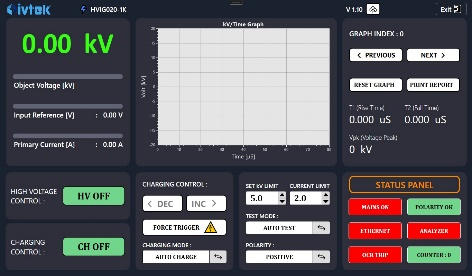 ivtek
HVIG020-1K
V 1.10
Exit
0.00 kV
Object Voltage [kV]
Input Reference [V] : 0.00 V
Primary Current [A] : 0.00 A
kV/Time Graph
Volt [kV]
Time [µS]
GRAPH INDEX : 0
< PREVIOUS
NEXT >
RESET GRAPH
PRINT REPORT
T1 (Rise Time)
T2 (Tail Time)
0.000 uS
0.000 uS
Vpk (Voltage Peak)
0 kV
HIGH VOLTAGE
CONTROL :
HV OFF
CHARGING
CONTROL :
CH OFF
CHARGING CONTROL :
< DEC
INC >
FORCE TRIGGER
CHARGING MODE :
AUTO CHARGE
SET KV LIMIT
CURRENT LIMIT
5.0
2.0
TEST MODE :
AUTO TEST
POLARITY :
POSITIVE
STATUS PANEL
MAINS ON
POLARITY OK
ETHERNET
ANALYZER
OCR TRIP
COUNTER : 0